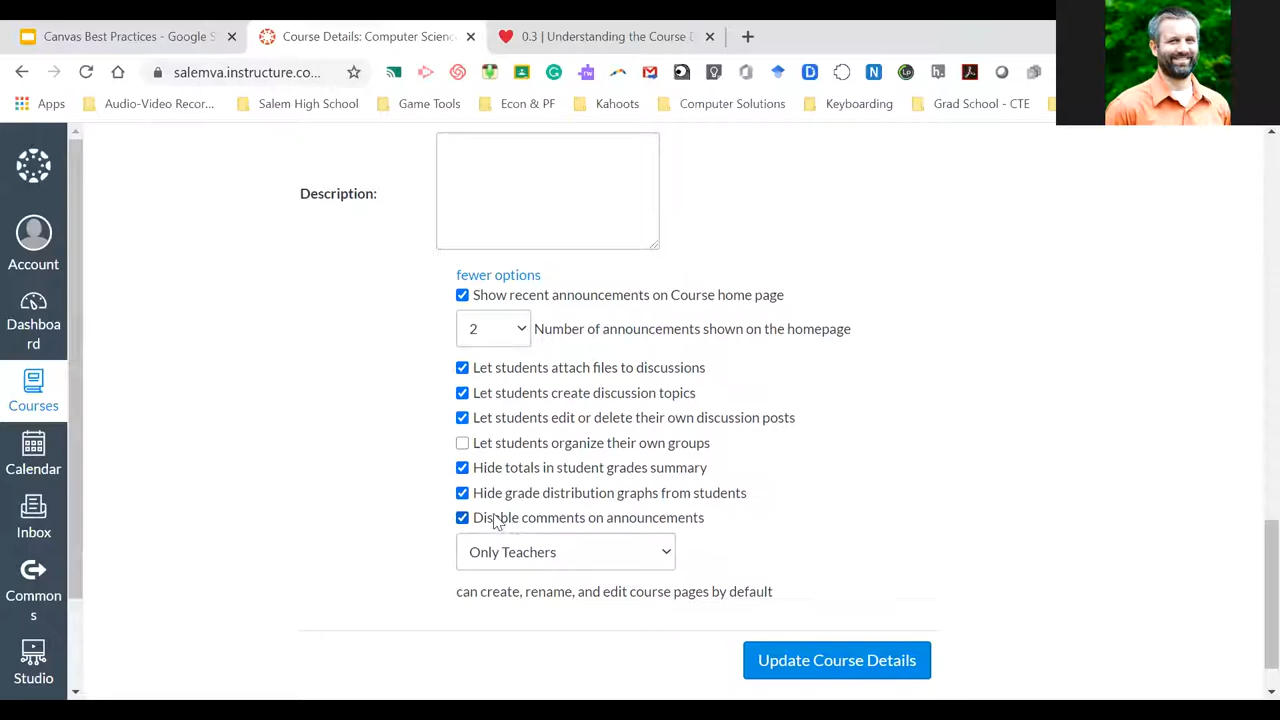 Canvas Best Practices - Google S
Course Details: Computer Scienc
0.3 | Understanding the Course D
salemva.instructure.co...
Apps
Audio-Video Recor...
Salem High School
Game Tools
Econ & PF
Kahoots
Computer Solutions
Keyboarding
Grad School - CTE
Account
Dashboa
rd
Courses
Calendar
Inbox
Common
s
Studio
Description:
fewer options
Show recent announcements on Course home page
2 Number of announcements shown on the homepage
Let students attach files to discussions
Let students create discussion topics
Let students edit or delete their own discussion posts
Let students organize their own groups
Hide totals in student grades summary
Hide grade distribution graphs from students
Disable comments on announcements
Only Teachers
can create, rename, and edit course pages by default
Update Course Details